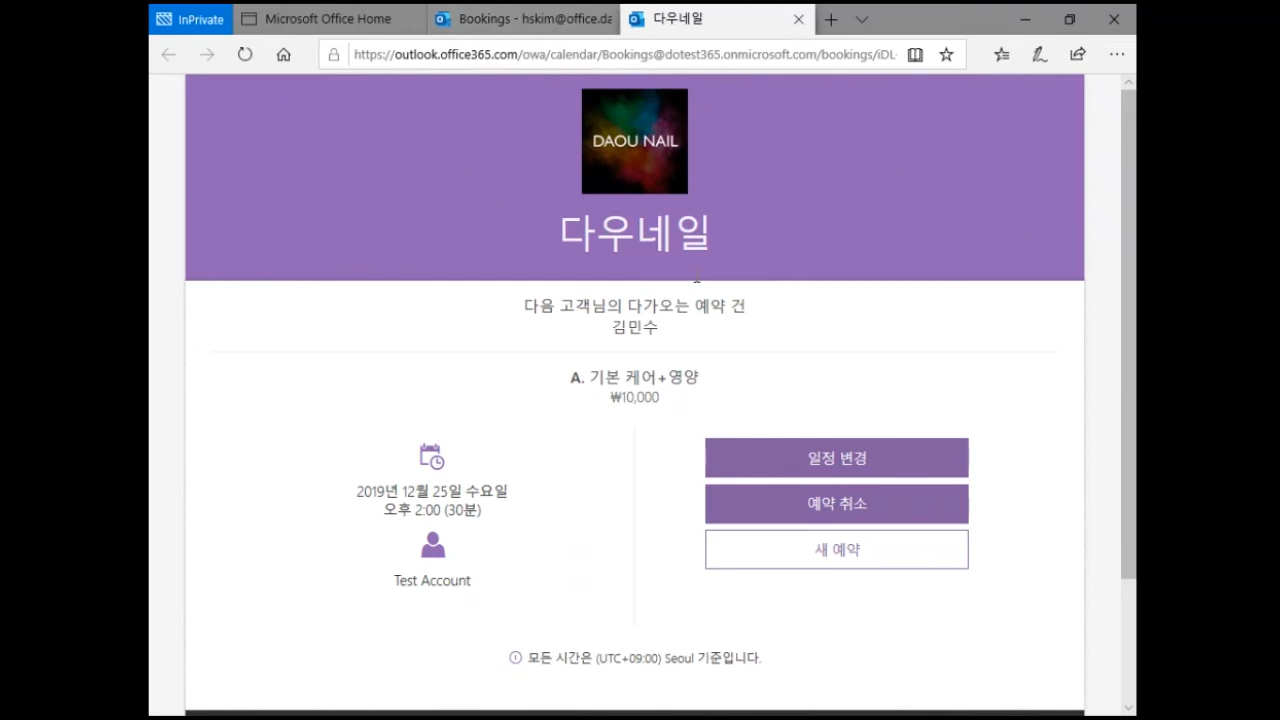 InPrivate
Microsoft Office Home
Bookings - hskim@office.da
다우네일
https://outlook.office365.com/owa/calendar/Bookings@dotest365.onmicrosoft.com/bookings/iDL-
DAOU NAIL
다우네일
다음 고객님의 다가오는 예약 건
김민수
A. 기본 케어+영양
₩10,000
2019년 12월 25일 수요일
오후 2:00 (30분)
Test Account
일정 변경
예약 취소
새 예약
모든 시간은 (UTC+09:00) Seoul 기준입니다.